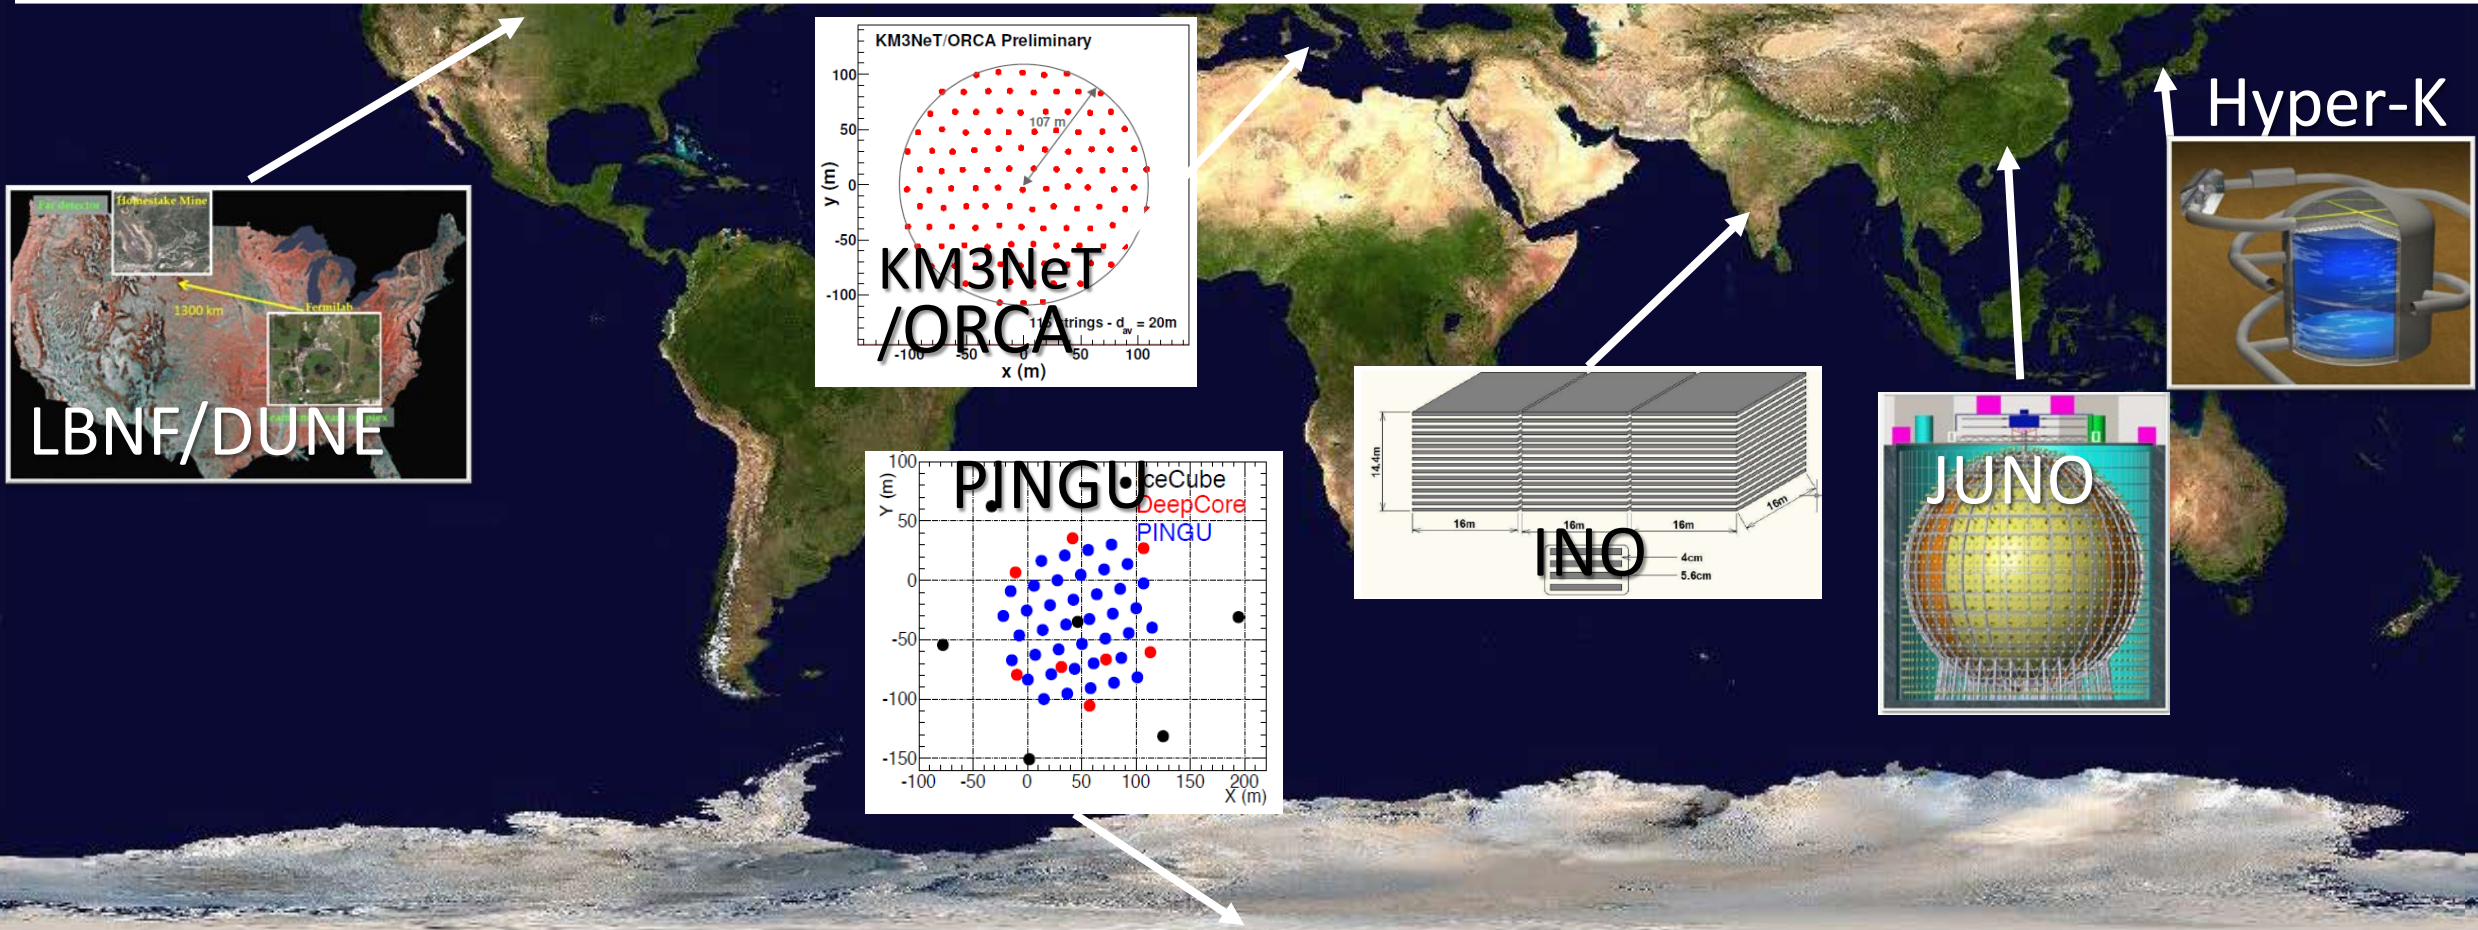 Far detector
Homestake Mine
1300 km
Fermilab
LBNF/DUNE
KM3NeT/ORCA Preliminary
y (m)
100
50
0
-50
-100
107 m
KM3NeT
/ORCA
strings - dav = 20m
-100 -50 0 50 100
x (m)
Hyper-K
PINGU
IceCube
DeepCore
PINGU
Y (m)
100
50
0
-50
-100
-150
-100 -50 0 50 100 150 200
X (m)
14.4m
16m 16m 16m
16m
INO
4cm
5.6cm
JUNO